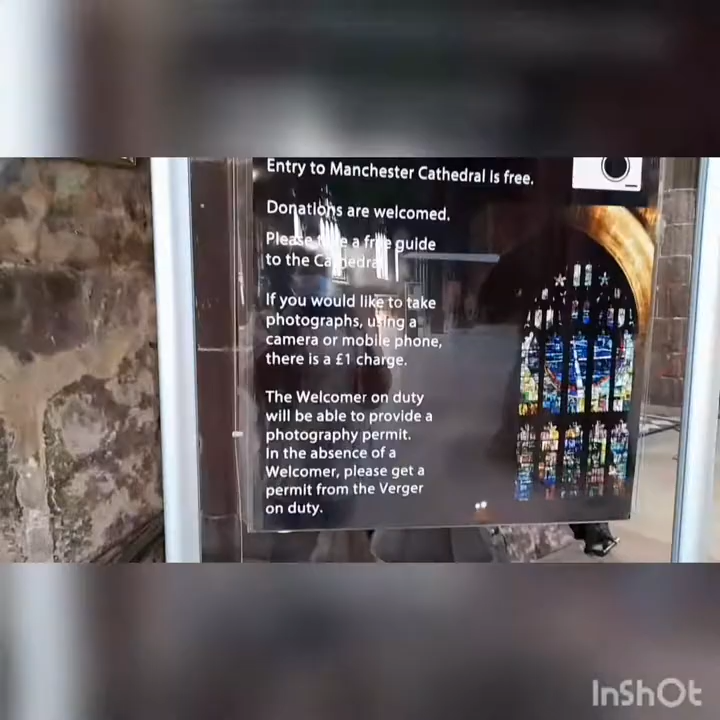 Entry to Manchester Cathedral is free.
Donations are welcomed.
Please take a free guide
to the Cathedral.
If you would like to take
photographs, using a
camera or mobile phone,
there is a £1 charge.
The Welcomer on duty
will be able to provide a
photography permit.
In the absence of a
Welcomer, please get a
permit from the Verger
on duty.
InShOt